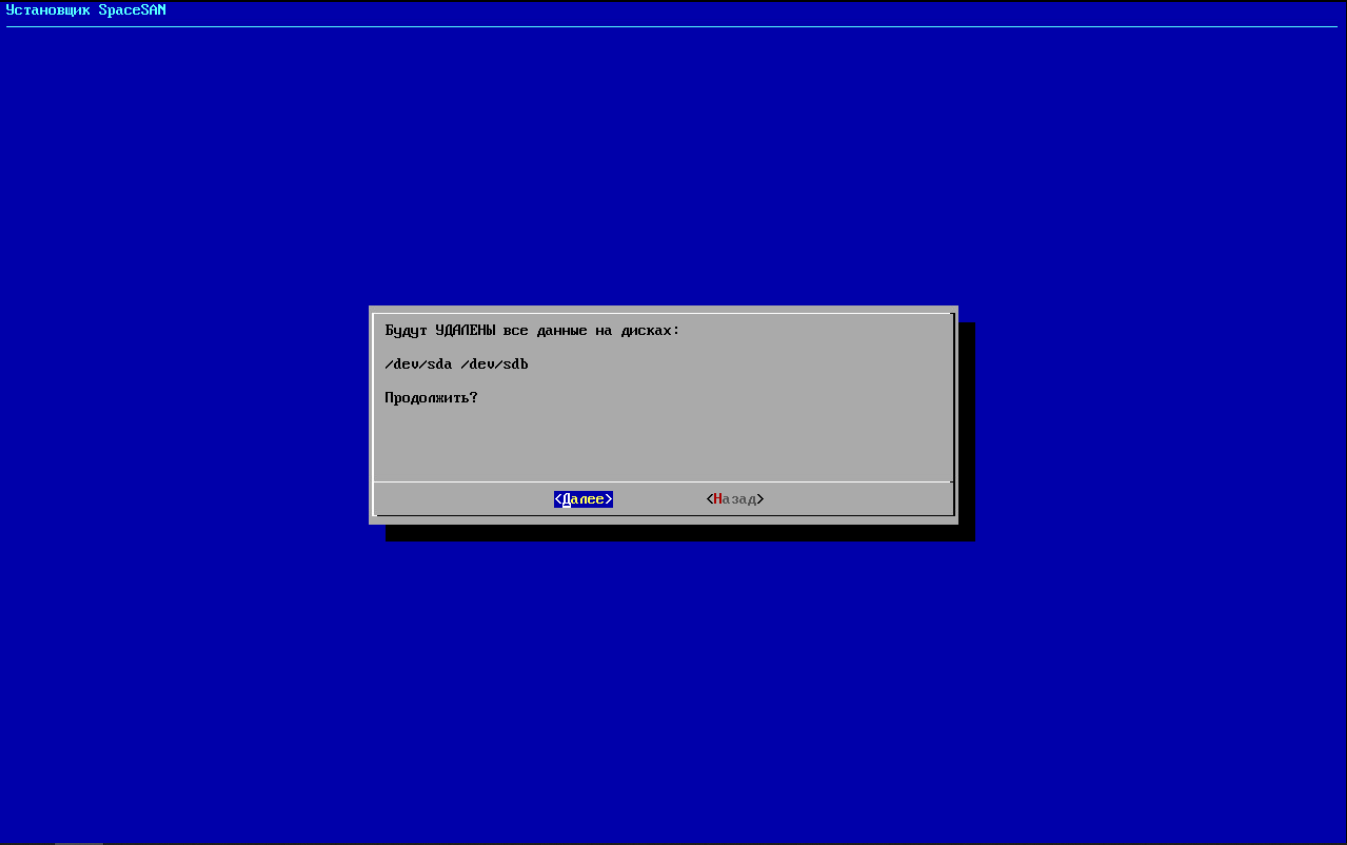 Установщик SpaceSAN
Будут УДАЛЕНЫ все данные на дисках:
/dev/sda /dev/sdb
Продолжить?
<Далее> <Назад>